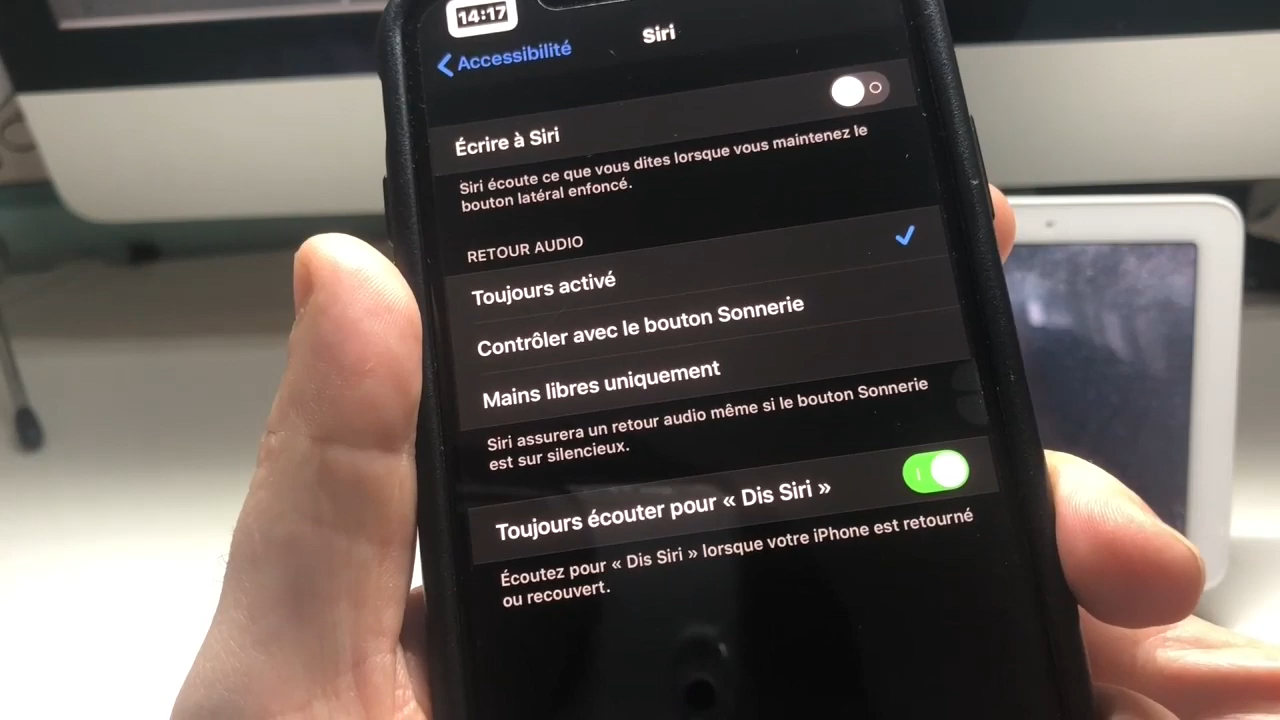 14:17
Accessibilité
Siri
Écrire à Siri
Siri écoute ce que vous dites lorsque vous maintenez le
bouton latéral enfoncé.
RETOUR AUDIO
Toujours activé
Contrôler avec le bouton Sonnerie
Mains libres uniquement
Siri assurera un retour audio même si le bouton Sonnerie
est sur silencieux.
Toujours écouter pour « Dis Siri »
Écoutez pour « Dis Siri » lorsque votre iPhone est retourné
ou recouvert.